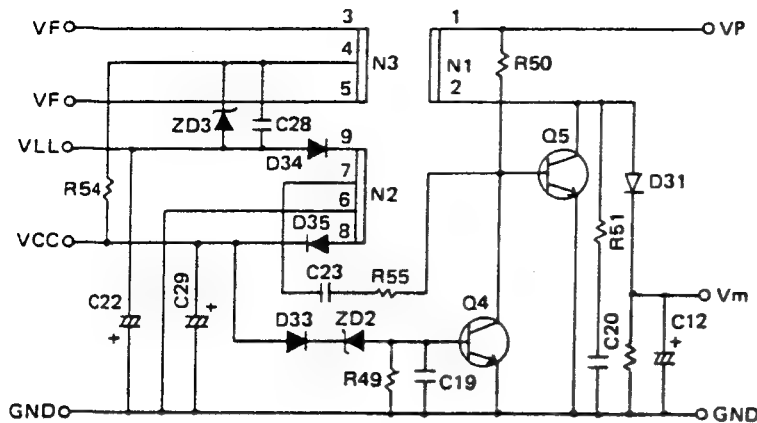 3
1
VF
VP
4
N3
N1
R50
5
2
VF
ZD3
C28
Q5
VLL
9
D34
7
N2
D31
R54
6
R51
D35
8
VCC
C23
R55
C29
Q4
Vm
C22
+
+
D33
ZD2
C20
C12
+
R49
C19
GND
GND